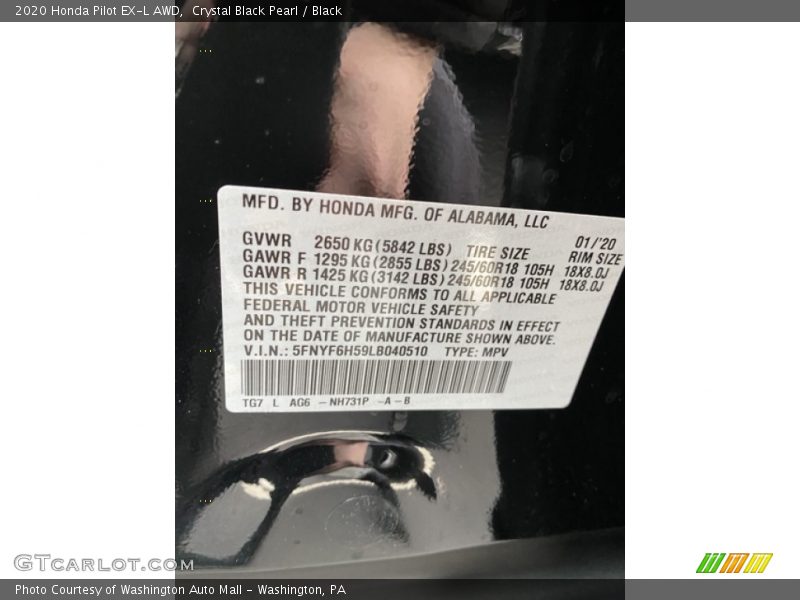 2020 Honda Pilot EX-L AWD, Crystal Black Pearl / Black
MFD. BY HONDA MFG. OF ALABAMA, LLC
01/'20
GVWR 2650 KG (5842 LBS) TIRE SIZE RIM SIZE
GAWR F 1295 KG (2855 LBS) 245/60R18 105H 18X8.0J
GAWR R 1425 KG (3142 LBS) 245/60R18 105H 18X8.0J
THIS VEHICLE CONFORMS TO ALL APPLICABLE
FEDERAL MOTOR VEHICLE SAFETY
AND THEFT PREVENTION STANDARDS IN EFFECT
ON THE DATE OF MANUFACTURE SHOWN ABOVE.
V.I.N.: 5FNYF6H59LB040510 TYPE: MPV
TG7 L AG6 -NH731P -A-B
GTCARLOT.COM
Photo Courtesy of Washington Auto Mall - Washington, PA